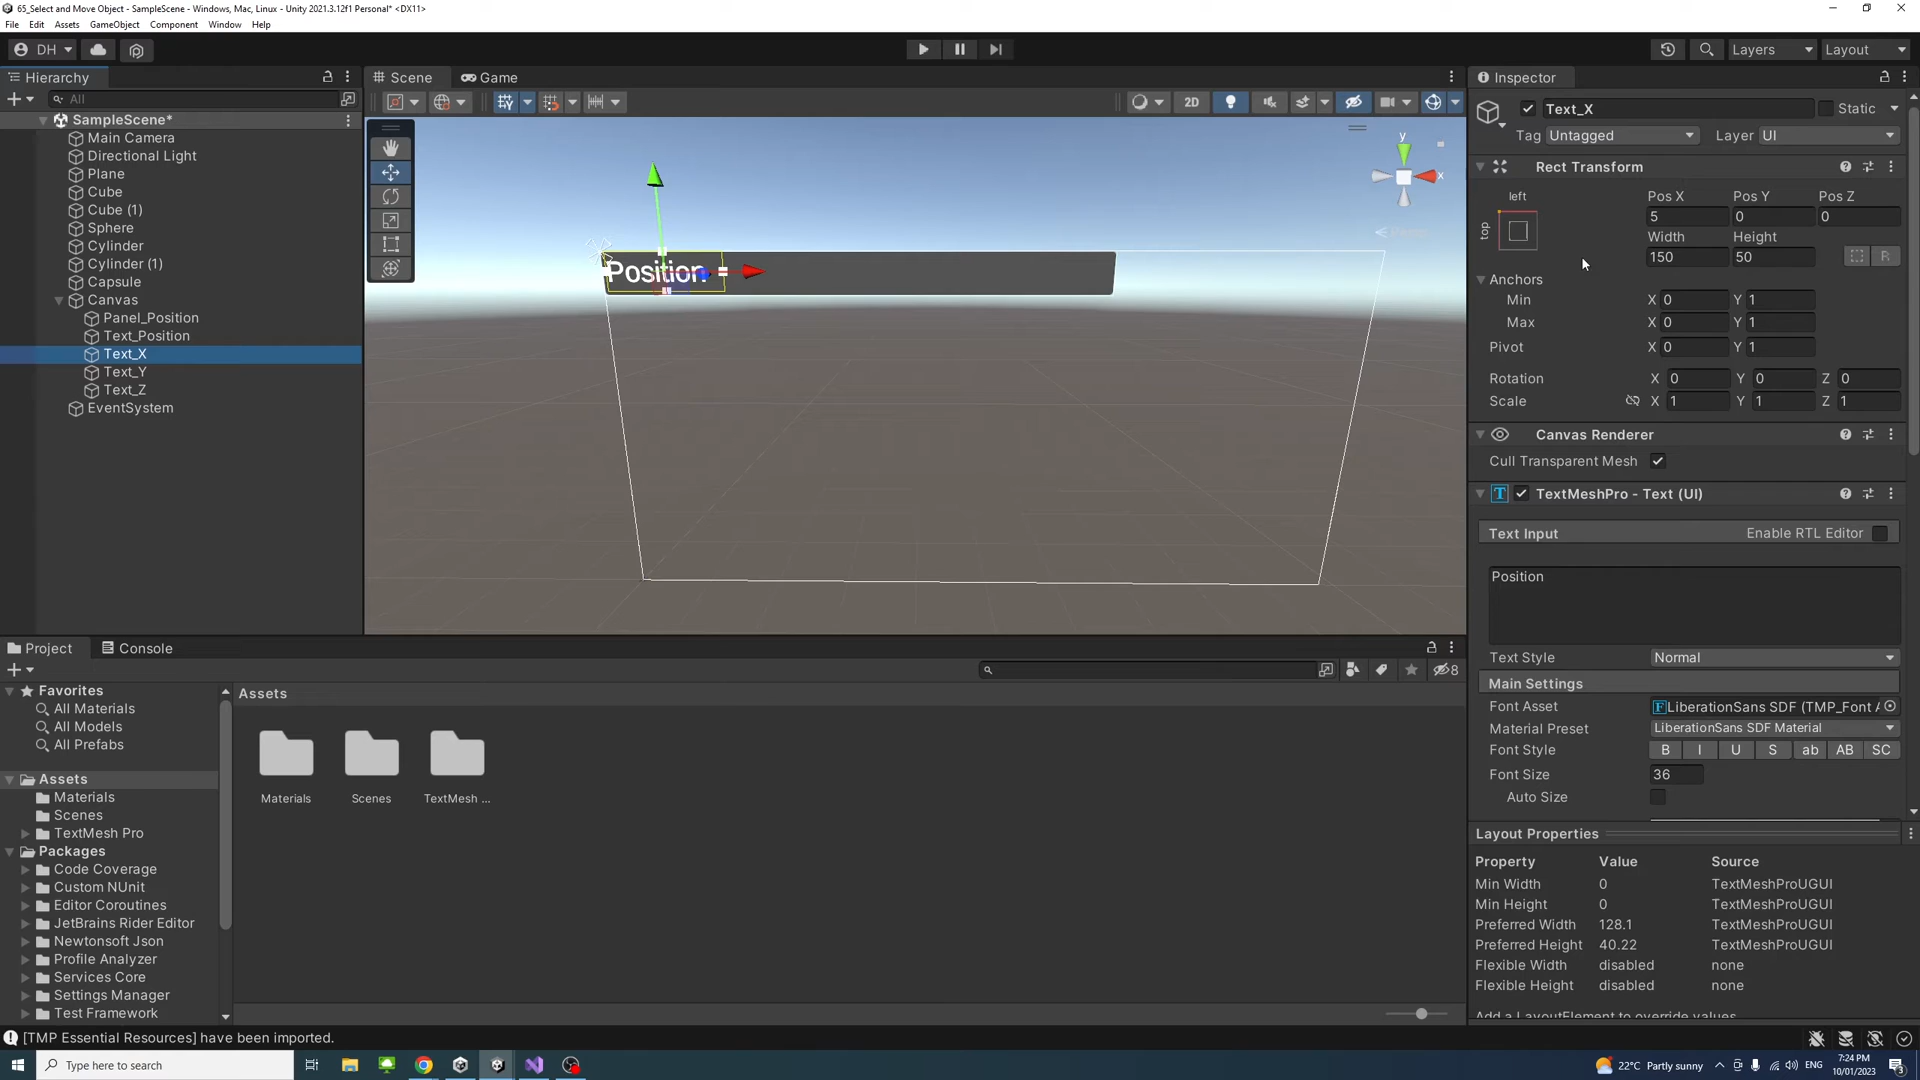 65_Select and Move Object - SampleScene - Windows, Mac, Linux - Unity 2021.3.12f1 Personal* <DX11>
File Edit Assets GameObject Component Window Help
DH Layers Layout
Hierarchy
All
SampleScene*
Main Camera
Directional Light
Plane
Cube
Cube (1)
Sphere
Cylinder
Cylinder (1)
Capsule
Canvas
Panel_Position
Text_Position
Text_X
Text_Y
Text_Z
EventSystem
Scene Game
2D
y
x
Position
Inspector
Text_X Static
Tag Untagged Layer UI
Rect Transform
left Pos X Pos Y Pos Z
top 5 0 0
Width Height
150 50 R
Anchors
Min X 0 Y 1
Max X 0 Y 1
Pivot X 0 Y 1
Rotation X 0 Y 0 Z 0
Scale X 1 Y 1 Z 1
Canvas Renderer
Cull Transparent Mesh
TextMeshPro - Text (UI)
Text Input Enable RTL Editor
Position
Text Style Normal
Main Settings
Font Asset LiberationSans SDF (TMP_Font A
Material Preset LiberationSans SDF Material
Font Style B I U S ab AB SC
Font Size 36
Auto Size
Layout Properties
Property Value Source
Min Width 0 TextMeshProUGUI
Min Height 0 TextMeshProUGUI
Preferred Width 128.1 TextMeshProUGUI
Preferred Height 40.22 TextMeshProUGUI
Flexible Width disabled none
Flexible Height disabled none
Add a LayoutElement to override values
Project Console
8
Favorites
All Materials
All Models
All Prefabs
Assets
Materials
Scenes
TextMesh Pro
Packages
Code Coverage
Custom NUnit
Editor Coroutines
JetBrains Rider Editor
Newtonsoft Json
Profile Analyzer
Services Core
Settings Manager
Test Framework
Assets
Materials Scenes TextMesh ...
[TMP Essential Resources] have been imported.
Type here to search
22°C Partly sunny
ENG
7:24 PM
10/01/2023
3